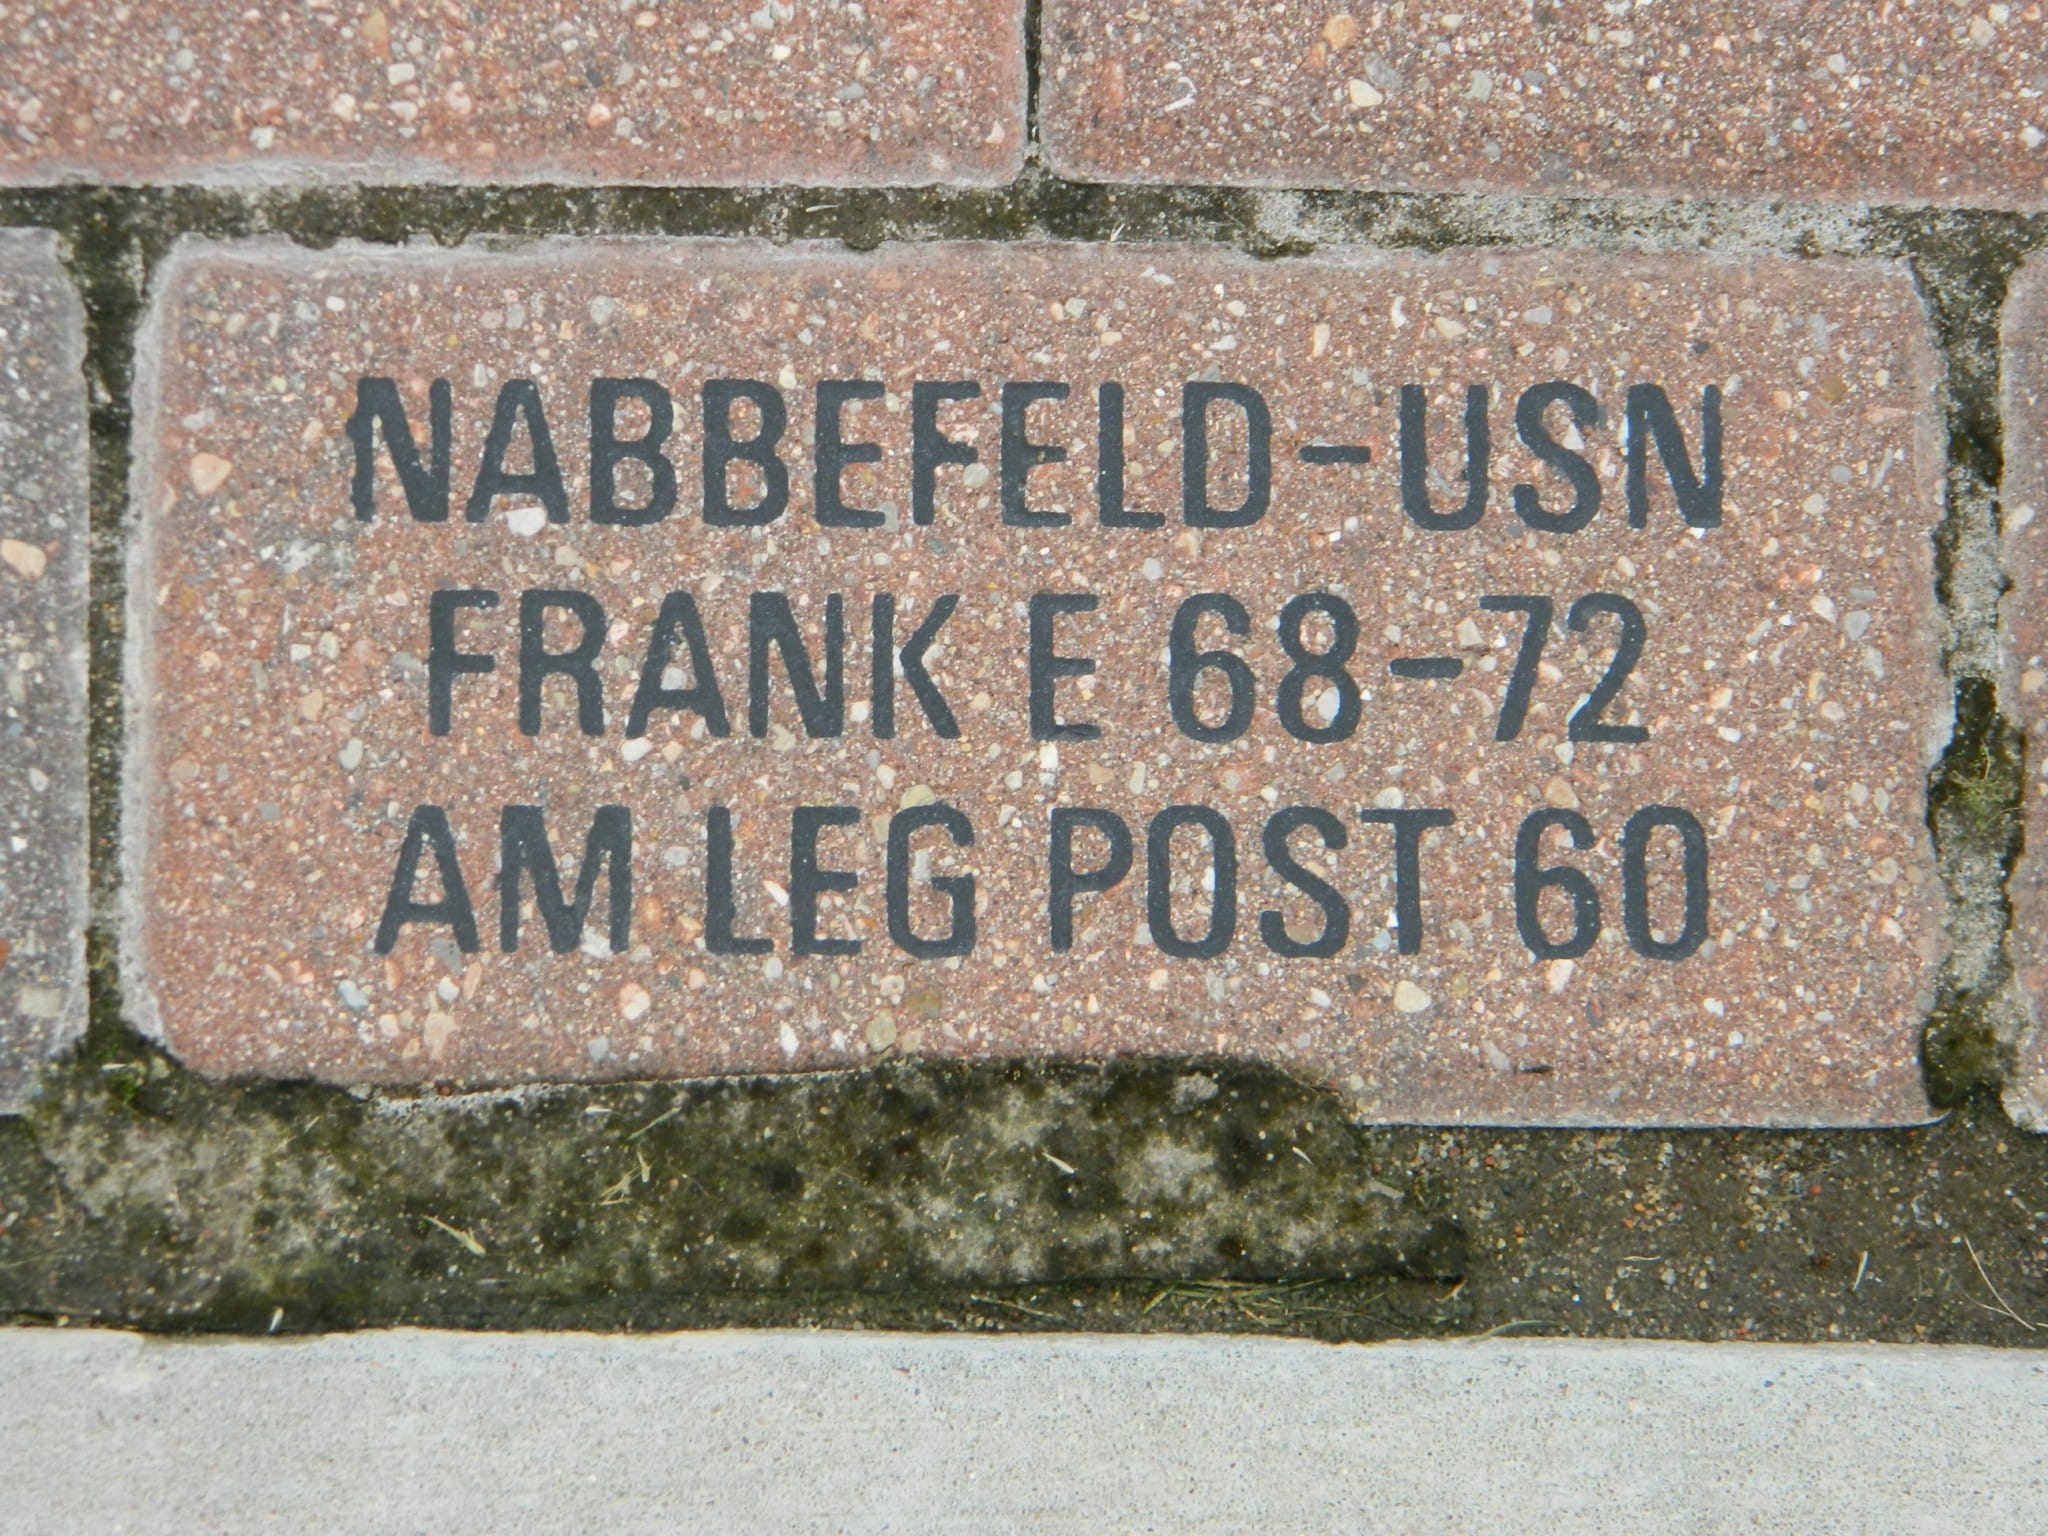 NABBEFELD-USN
FRANK E 68-72
AM LEG POST 60